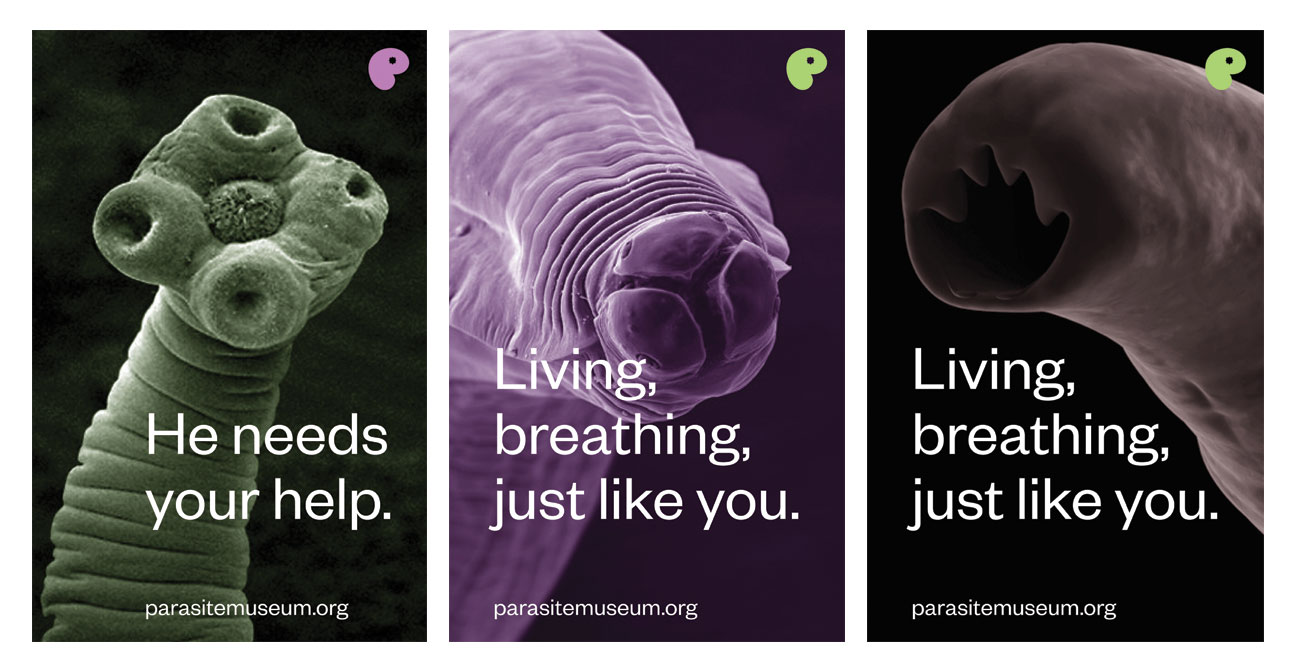 He needs
your help.
parasitemuseum.org
Living,
breathing,
just like you.
parasitemuseum.org
Living,
breathing,
just like you.
parasitemuseum.org